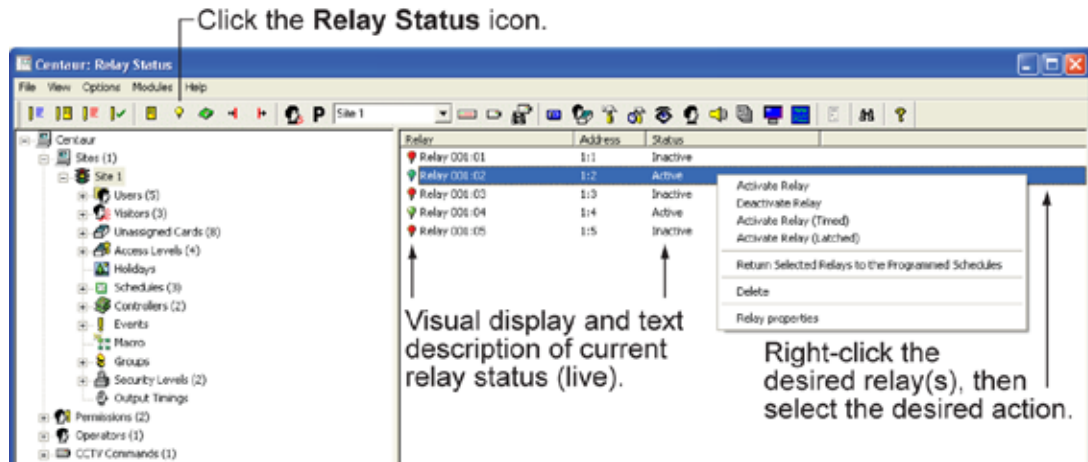 Click the Relay Status icon.
Centaur: Relay Status
File View Options Modules Help
P Site 1
Centaur
Sites (1)
Site 1
Users (5)
Visitors (3)
Unassigned Cards (8)
Access Levels (4)
Holidays
Schedules (3)
Controllers (2)
Events
Macro
Groups
Security Levels (2)
Output Timings
Permissions (2)
Operators (1)
CCTV Commands (1)
Relay Address Status
Relay 001:01 1:1 Inactive
Relay 001:02 1:2 Active
Relay 001:03 1:3 Inactive
Relay 001:04 1:4 Active
Relay 001:05 1:5 Inactive
Activate Relay
Deactivate Relay
Activate Relay (Timed)
Activate Relay (Latched)
Return Selected Relays to the Programmed Schedules
Delete
Relay properties
Visual display and text
description of current
relay status (live).
Right-click the
desired relay(s), then
select the desired action.